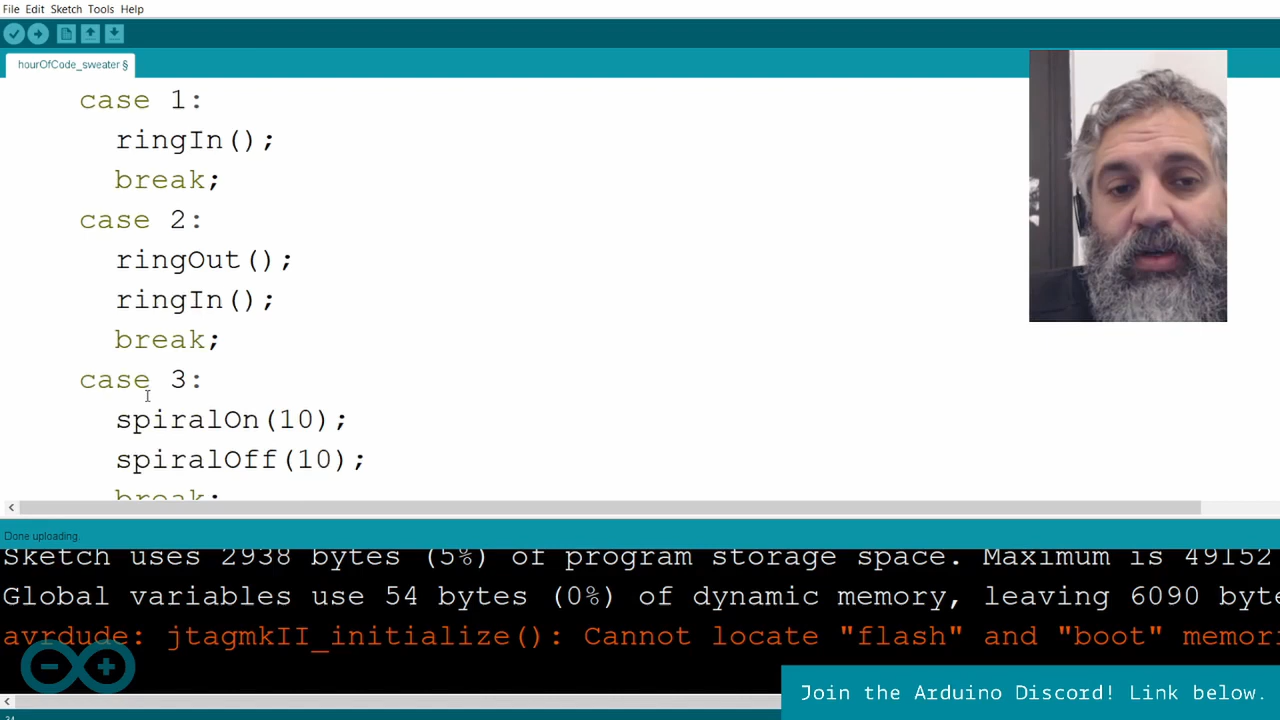 File Edit Sketch Tools Help
hourOfCode_sweater §
case 1:
ringIn();
break;
case 2:
ringOut();
ringIn();
break;
case 3:
spiralOn(10);
spiralOff(10);
break;
Done uploading.
Sketch uses 2938 bytes (5%) of program storage space. Maximum is 49152
Global variables use 54 bytes (0%) of dynamic memory, leaving 6090 byte
avrdude: jtagmkII_initialize(): Cannot locate "flash" and "boot" memori
Join the Arduino Discord! Link below.